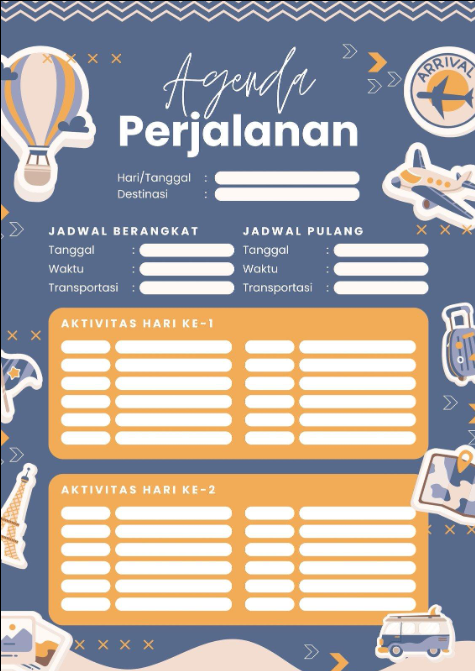 Agenda
Perjalanan
ARRIVAL
Hari/Tanggal :
Destinasi :
JADWAL BERANGKAT
Tanggal :
Waktu :
Transportasi :
JADWAL PULANG
Tanggal :
Waktu :
Transportasi :
AKTIVITAS HARI KE-1
AKTIVITAS HARI KE-2